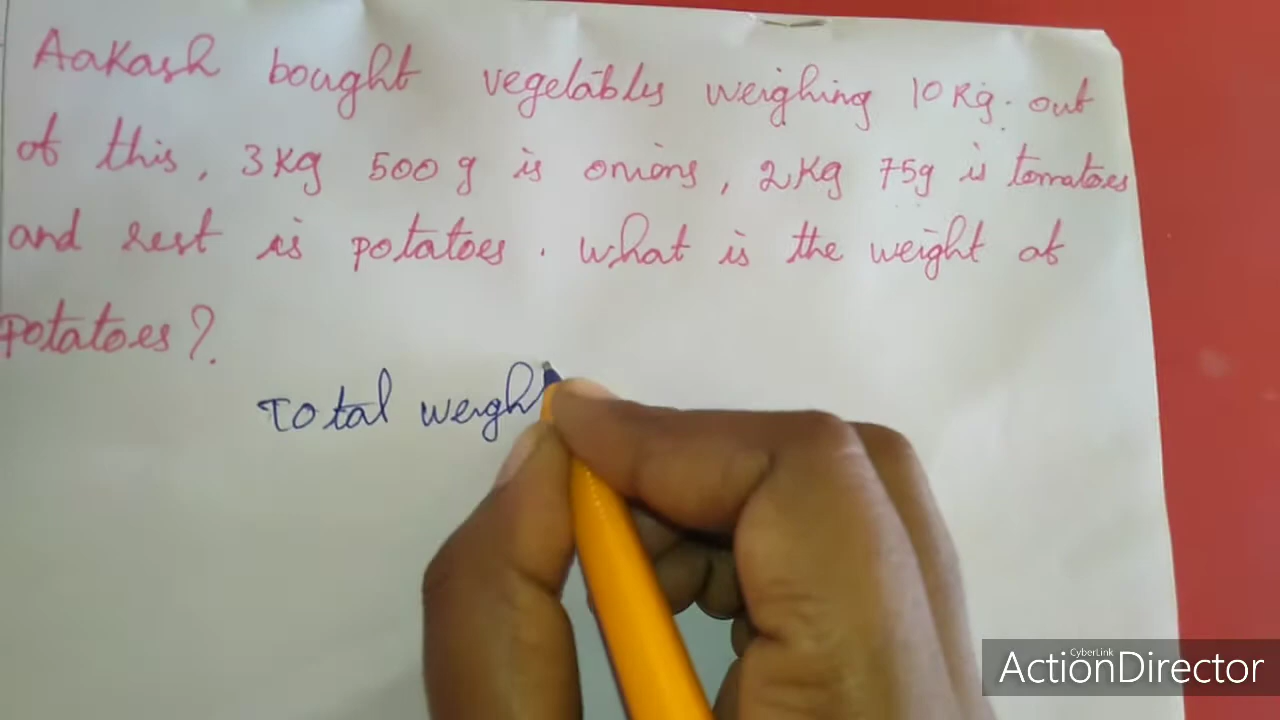 Aakash bought vegetables weighing 10 Kg. out
of this, 3 Kg 500 g is onions, 2 Kg 75g is tomatoes
and rest is potatoes. What is the weight of
potatoes?
Total weigh
CyberLink
ActionDirector